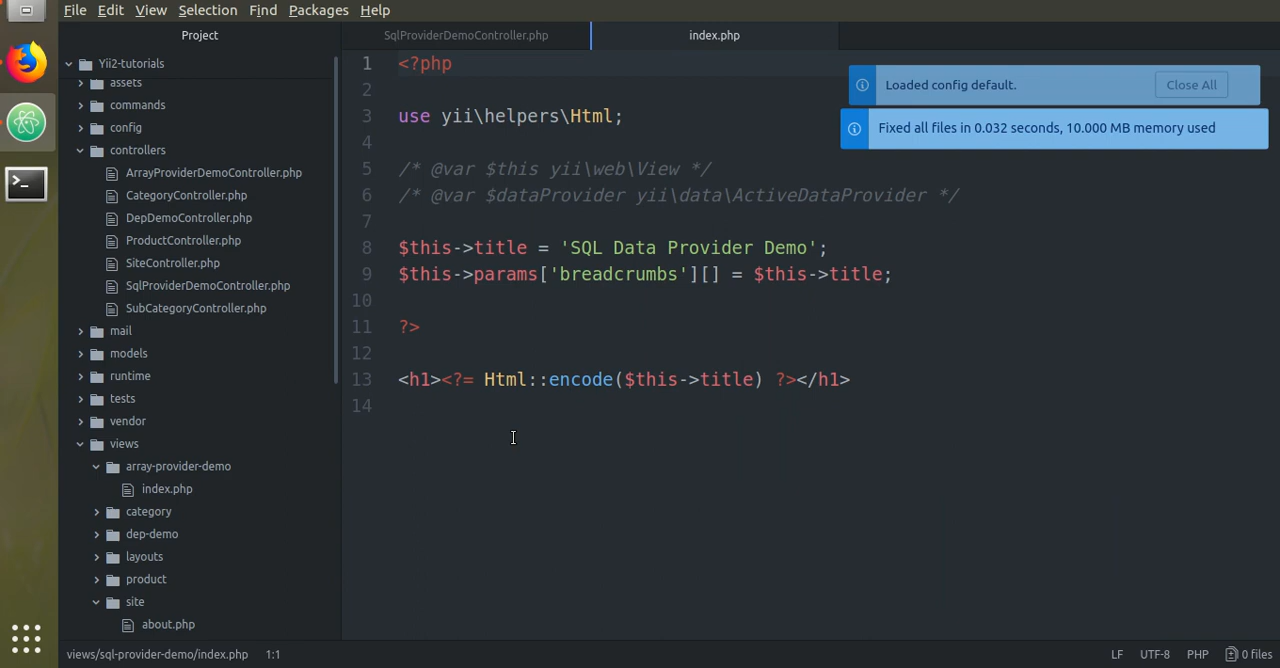 File Edit View Selection Find Packages Help
Project
SqlProviderDemoController.php
index.php
Yii2-tutorials
assets
commands
config
controllers
ArrayProviderDemoController.php
CategoryController.php
DepDemoController.php
ProductController.php
SiteController.php
SqlProviderDemoController.php
SubCategoryController.php
mail
models
runtime
tests
vendor
views
array-provider-demo
index.php
category
dep-demo
layouts
product
site
about.php
1 <?php
2
3 use yii\helpers\Html;
4
5 /* @var $this yii\web\View */
6 /* @var $dataProvider yii\data\ActiveDataProvider */
7
8 $this->title = 'SQL Data Provider Demo';
9 $this->params['breadcrumbs'][] = $this->title;
10
11 ?>
12
13 <h1><?= Html::encode($this->title) ?></h1>
14
Loaded config default.
Close All
Fixed all files in 0.032 seconds, 10.000 MB memory used
views/sql-provider-demo/index.php 1:1
LF UTF-8 PHP 0 files